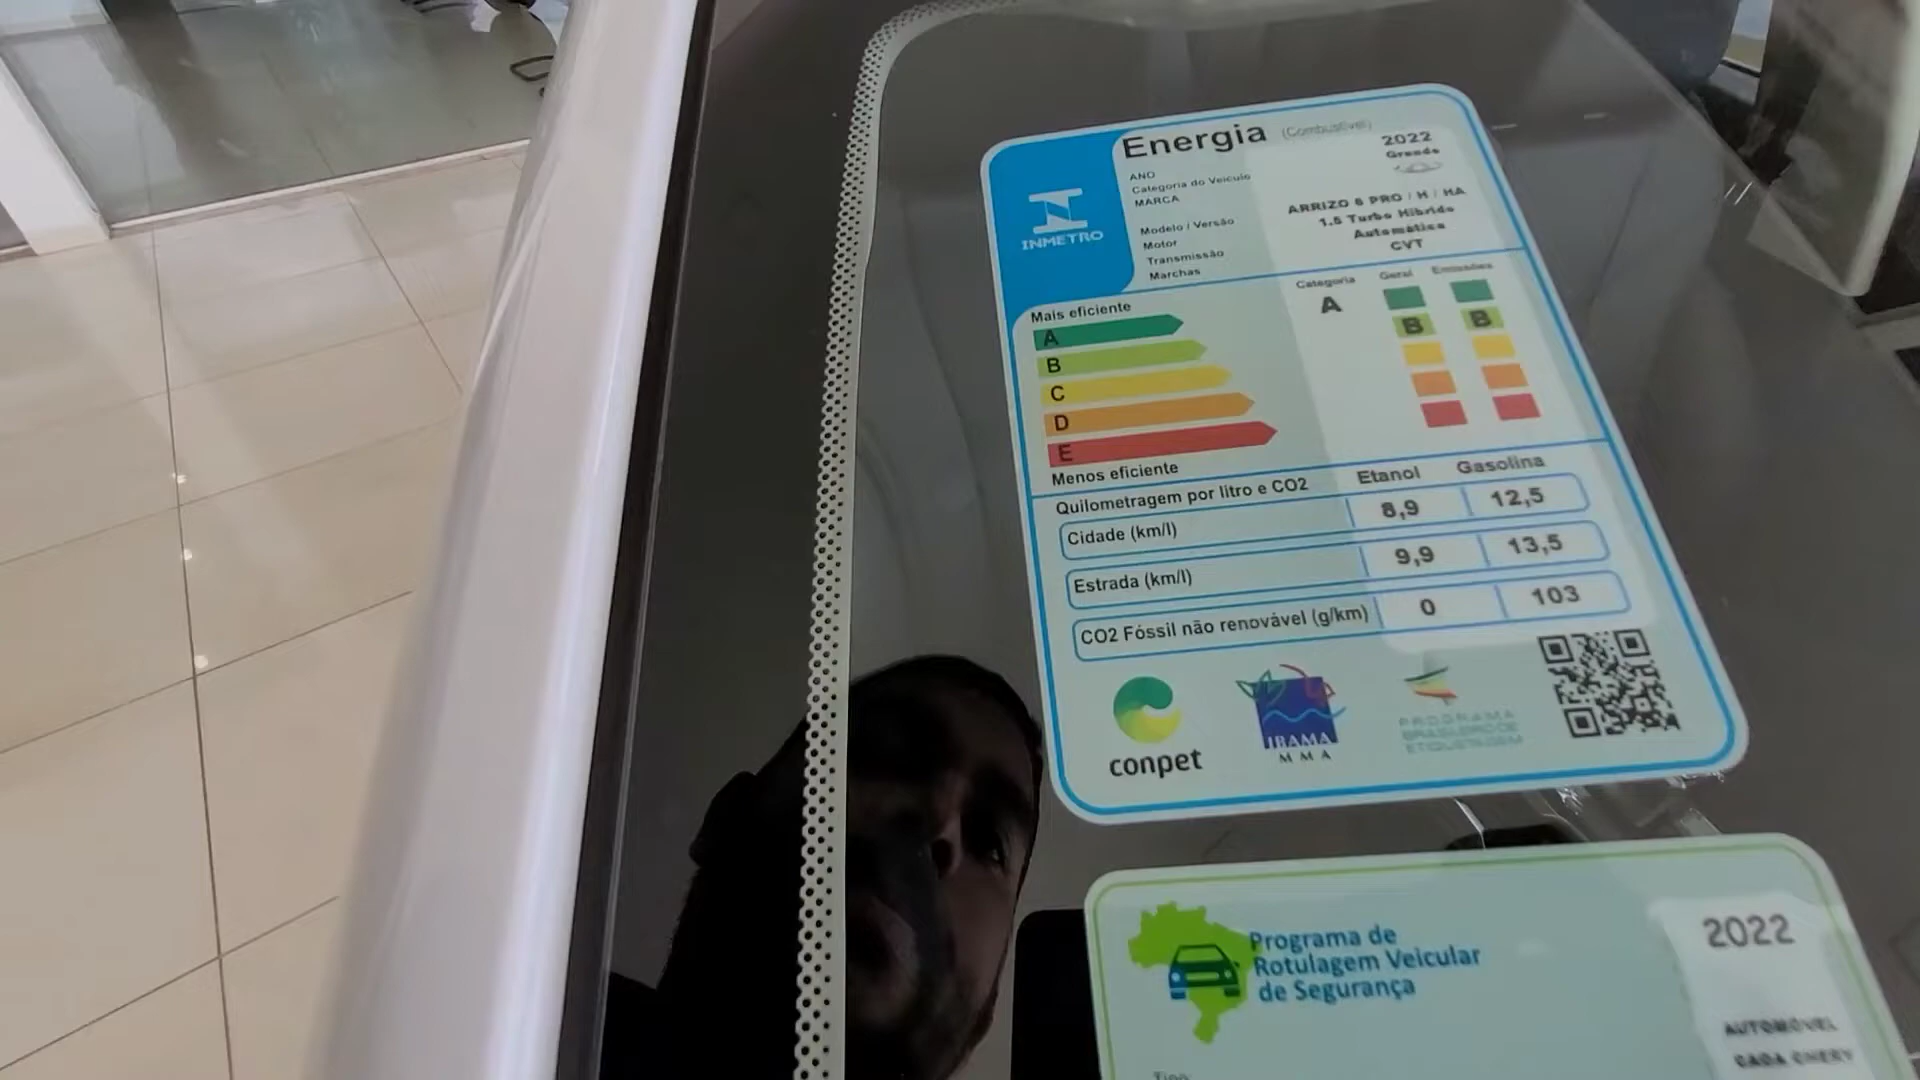 Energia (Combustível)
2022
ANO
Grande
Categoria do Veículo
MARCA
Modelo / Versão
ARRIZO 6 PRO / H / HA
Motor
1.5 Turbo Híbrido
Transmissão
Automática
Marchas
CVT
INMETRO
Mais eficiente
Categoria Geral Emissões
A
A
B
B B
C
D
E
Menos eficiente
Quilometragem por litro e CO2
Etanol Gasolina
Cidade (km/l) 8,9 12,5
Estrada (km/l) 9,9 13,5
CO2 Fóssil não renovável (g/km) 0 103
conpet
IBAMA
M M A
PROGRAMA
BRASILEIRO DE
ETIQUETAGEM
Programa de
Rotulagem Veicular
de Segurança
2022
AUTOMÓVEL
CAOA CHERY
Tipo